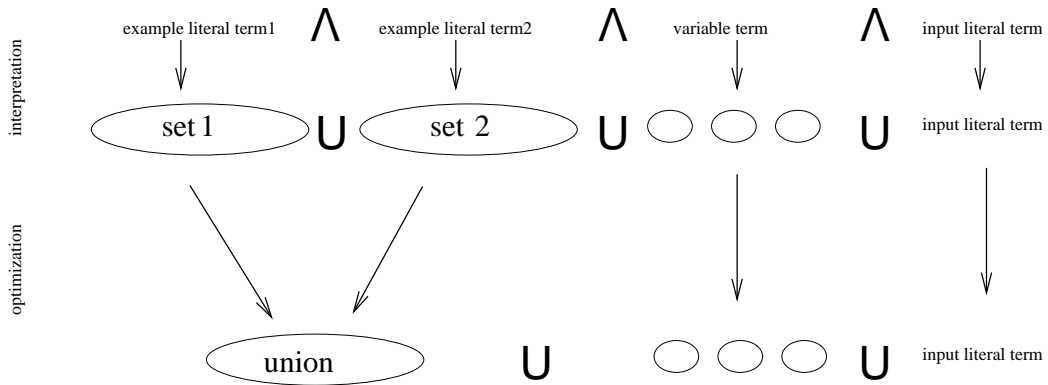 example literal term1 Λ example literal term2 Λ variable term Λ input literal term
interpretation
set 1 U set 2 U U input literal term
optimization
union U U input literal term